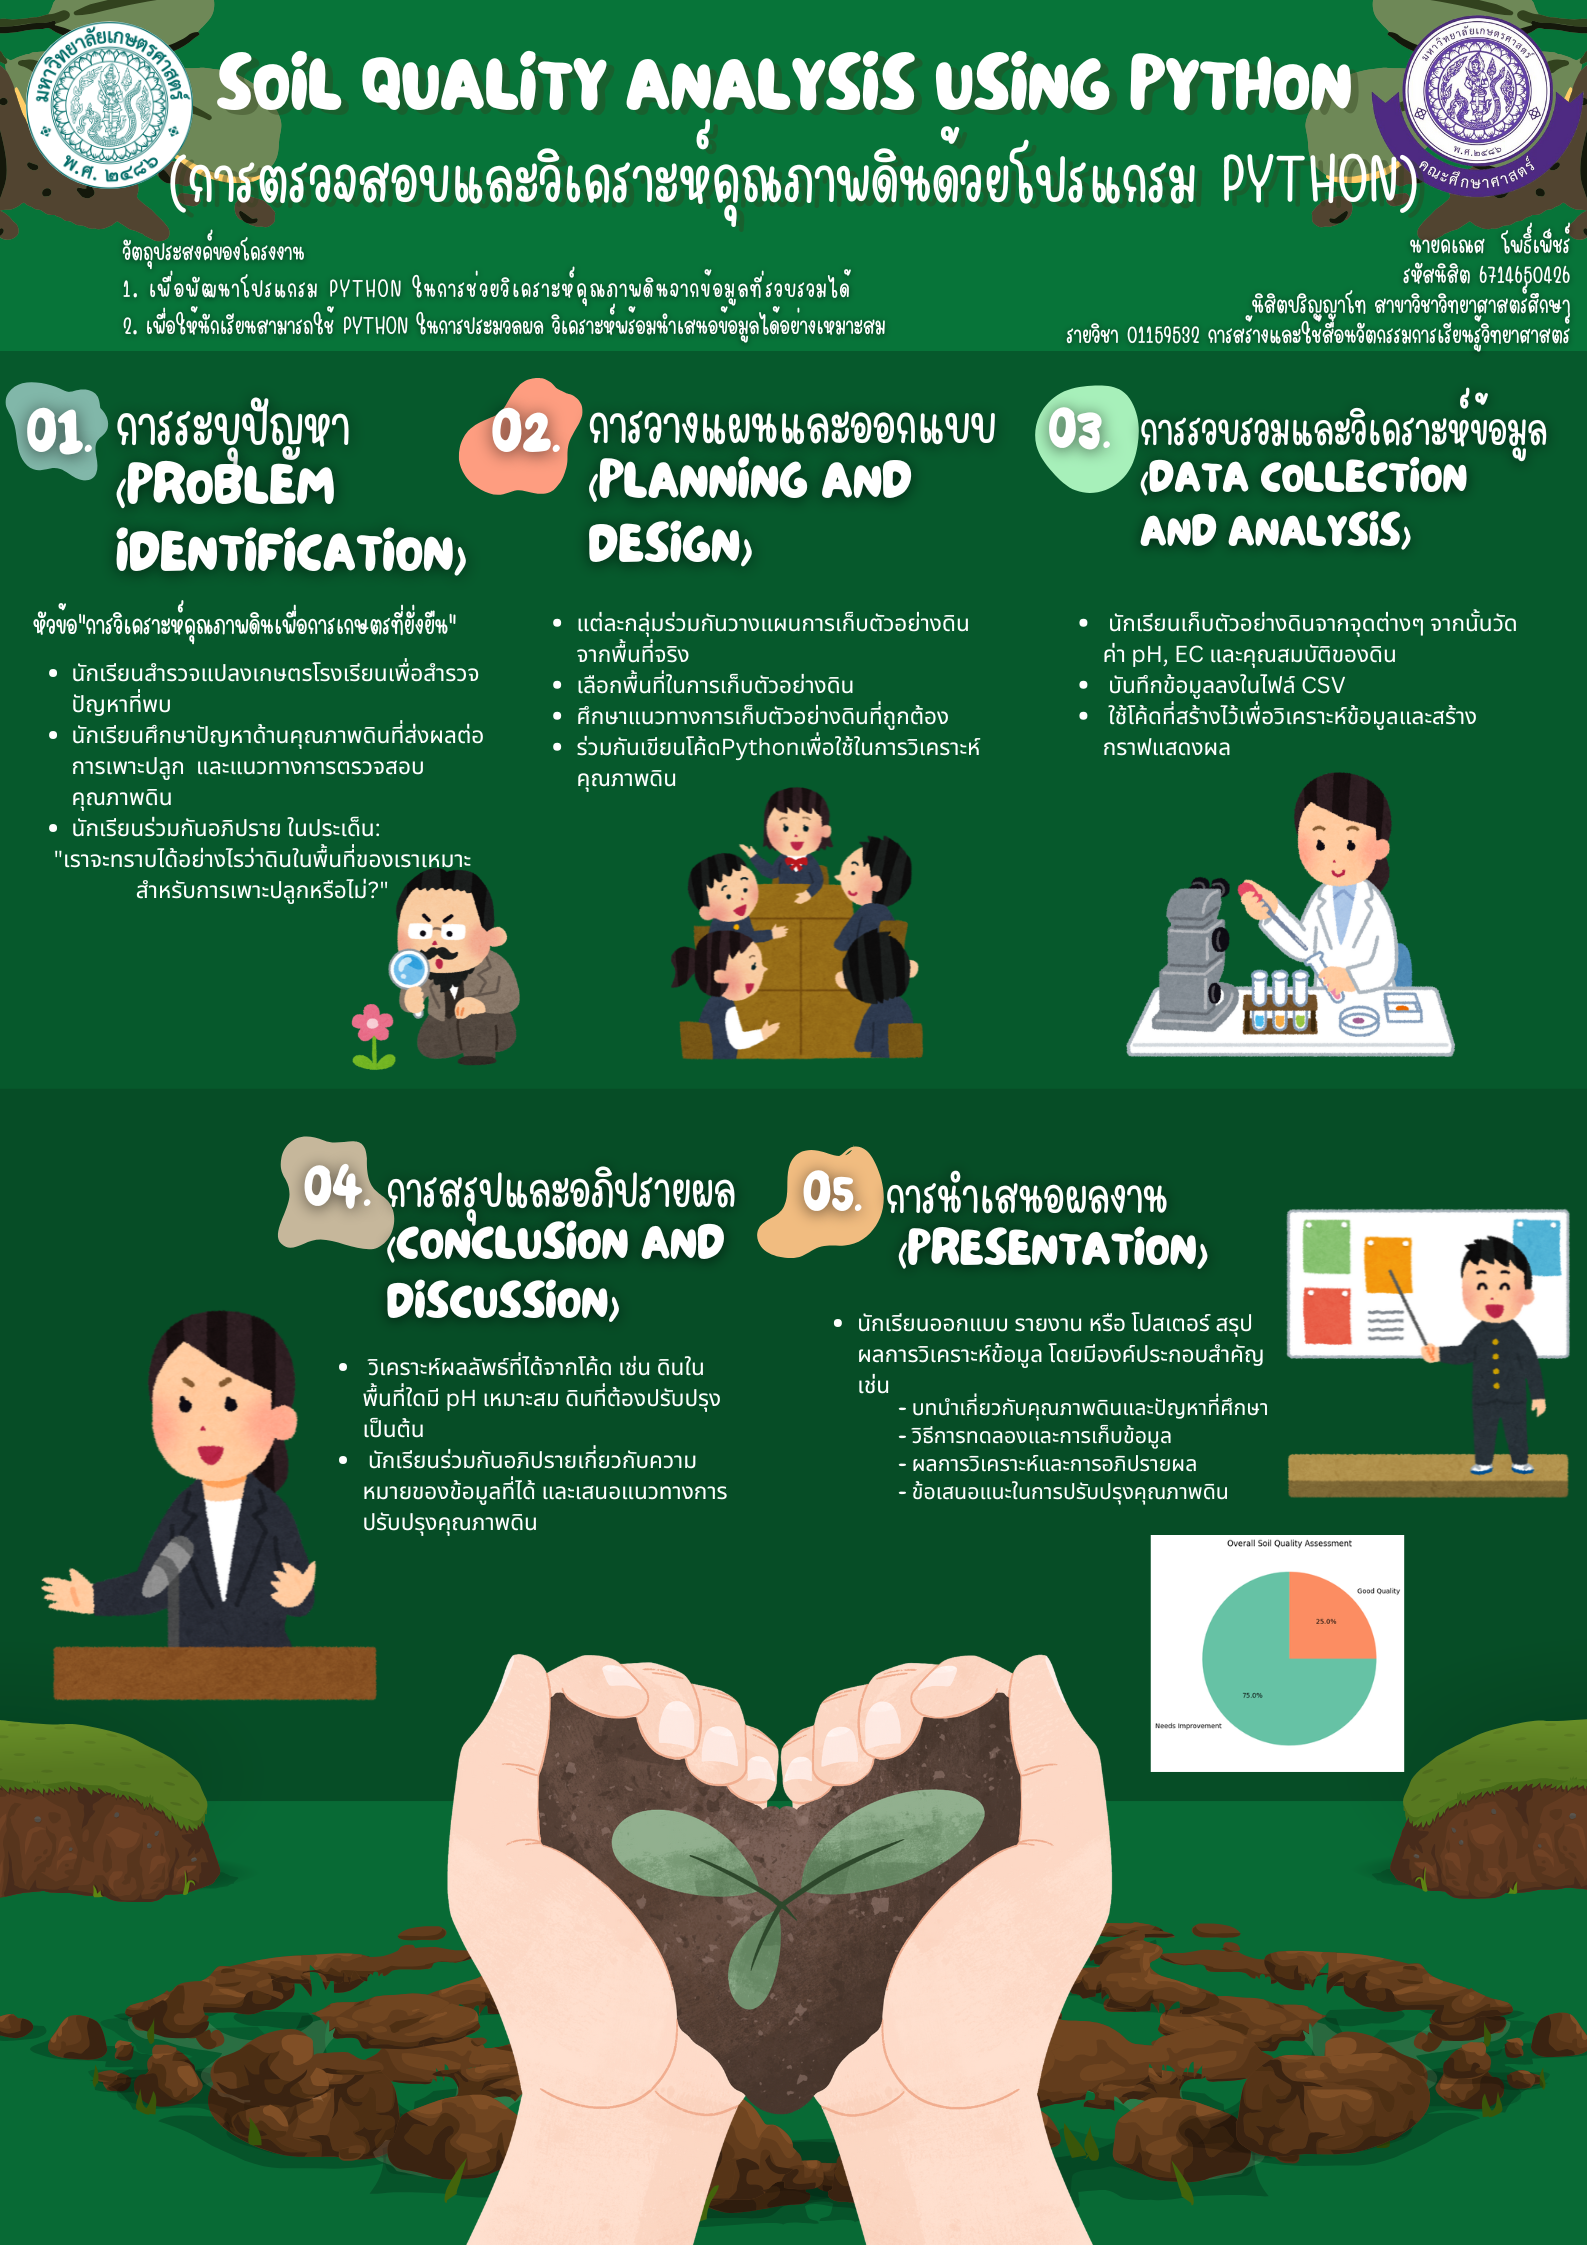 มหาวิทยาลัยเกษตรศาสตร์
พ.ศ. ๒๔๘๖
มหาวิทยาลัยเกษตรศาสตร์
พ.ศ.๒๔๘๖
คณะศึกษาศาสตร์
SOIL QUALITY ANALYSIS USING PYTHON
(การตรวจสอบและวิเคราะห์คุณภาพดินด้วยโปรแกรม PYTHON)
วัตถุประสงค์ของโครงงาน
1. เพื่อพัฒนาโปรแกรม PYTHON ในการช่วยวิเคราะห์คุณภาพดินจากข้อมูลที่รวบรวมได้
2. เพื่อให้นักเรียนสามารถใช้ PYTHON ในการประมวลผล วิเคราะห์พร้อมนำเสนอข้อมูลได้อย่างเหมาะสม
นายคเณศ โพธิ์เพ็ชร์
รหัสนิสิต 6714650426
นิสิตปริญญาโท สาขาวิชาวิทยาศาสตร์ศึกษา
รายวิชา 01159532 การสร้างและใช้สื่อนวัตกรรมการเรียนรู้วิทยาศาสตร์
01. การระบุปัญหา
(PROBLEM
IDENTIFICATION)
หัวข้อ"การวิเคราะห์คุณภาพดินเพื่อการเกษตรที่ยั่งยืน"
• นักเรียนสำรวจแปลงเกษตรโรงเรียนเพื่อสำรวจ
ปัญหาที่พบ
• นักเรียนศึกษาปัญหาด้านคุณภาพดินที่ส่งผลต่อ
การเพาะปลูก และแนวทางการตรวจสอบ
คุณภาพดิน
• นักเรียนร่วมกันอภิปราย ในประเด็น:
"เราจะทราบได้อย่างไรว่าดินในพื้นที่ของเราเหมาะ
สำหรับการเพาะปลูกหรือไม่?"
02. การวางแผนและออกแบบ
(PLANNING AND
DESIGN)
• แต่ละกลุ่มร่วมกันวางแผนการเก็บตัวอย่างดิน
จากพื้นที่จริง
• เลือกพื้นที่ในการเก็บตัวอย่างดิน
• ศึกษาแนวทางการเก็บตัวอย่างดินที่ถูกต้อง
• ร่วมกันเขียนโค้ดPythonเพื่อใช้ในการวิเคราะห์
คุณภาพดิน
03. การรวบรวมและวิเคราะห์ข้อมูล
(DATA COLLECTION
AND ANALYSIS)
• นักเรียนเก็บตัวอย่างดินจากจุดต่างๆ จากนั้นวัด
ค่า pH, EC และคุณสมบัติของดิน
• บันทึกข้อมูลลงในไฟล์ CSV
• ใช้โค้ดที่สร้างไว้เพื่อวิเคราะห์ข้อมูลและสร้าง
กราฟแสดงผล
04. การสรุปและอภิปรายผล
(CONCLUSION AND
DISCUSSION)
• วิเคราะห์ผลลัพธ์ที่ได้จากโค้ด เช่น ดินใน
พื้นที่ใดมี pH เหมาะสม ดินที่ต้องปรับปรุง
เป็นต้น
• นักเรียนร่วมกันอภิปรายเกี่ยวกับความ
หมายของข้อมูลที่ได้ และเสนอแนวทางการ
ปรับปรุงคุณภาพดิน
05. การนำเสนอผลงาน
(PRESENTATION)
• นักเรียนออกแบบ รายงาน หรือ โปสเตอร์ สรุป
ผลการวิเคราะห์ข้อมูล โดยมีองค์ประกอบสำคัญ
เช่น
- บทนำเกี่ยวกับคุณภาพดินและปัญหาที่ศึกษา
- วิธีการทดลองและการเก็บข้อมูล
- ผลการวิเคราะห์และการอภิปรายผล
- ข้อเสนอแนะในการปรับปรุงคุณภาพดิน
Overall Soil Quality Assessment
Good Quality
25.0%
75.0%
Needs Improvement